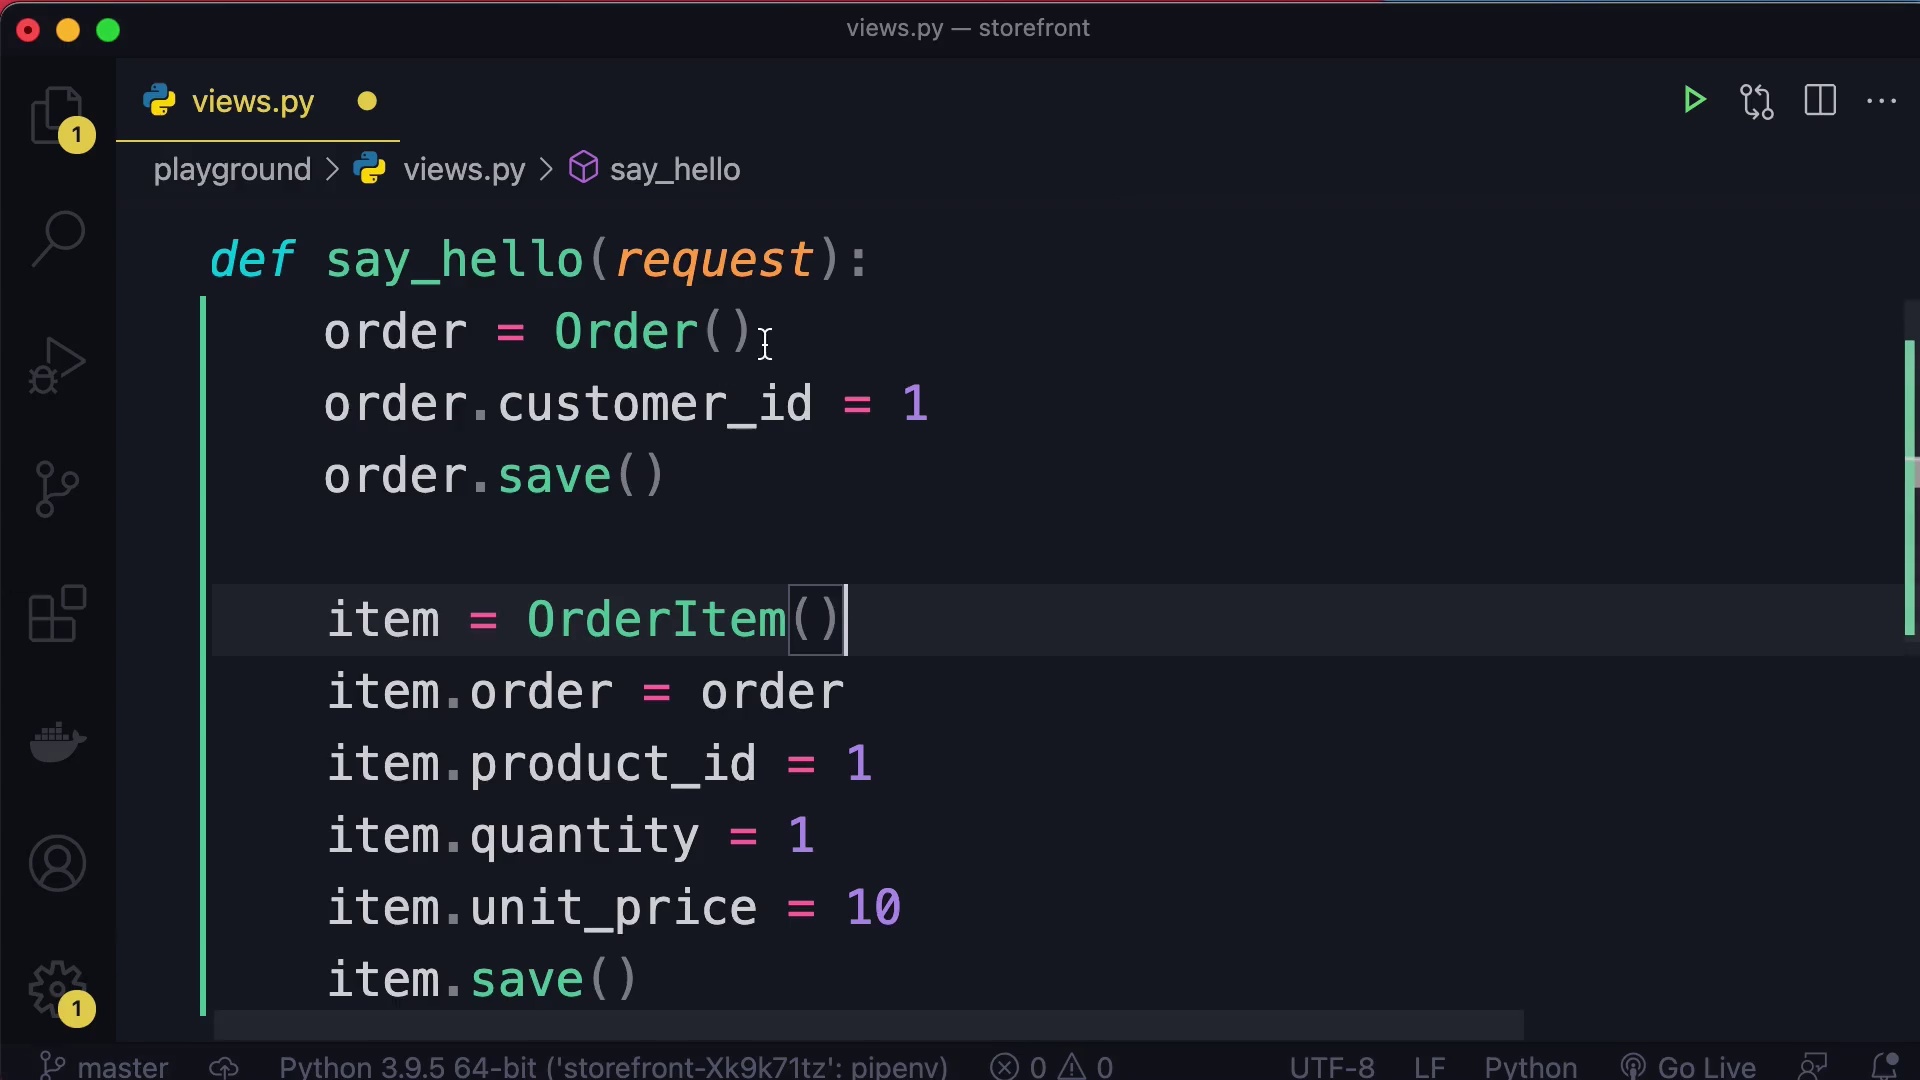 views.py — storefront
views.py
1
playground > views.py > say_hello
def say_hello(request):
order = Order()
order.customer_id = 1
order.save()
item = OrderItem()
item.order = order
item.product_id = 1
item.quantity = 1
item.unit_price = 10
item.save()
1
master Python 3.9.5 64-bit ('storefront-Xk9k71tz': pipenv) 0 0 UTF-8 LF Python Go Live